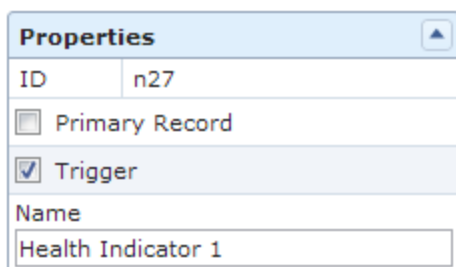 Properties
ID n27
Primary Record
Trigger
Name
Health Indicator 1